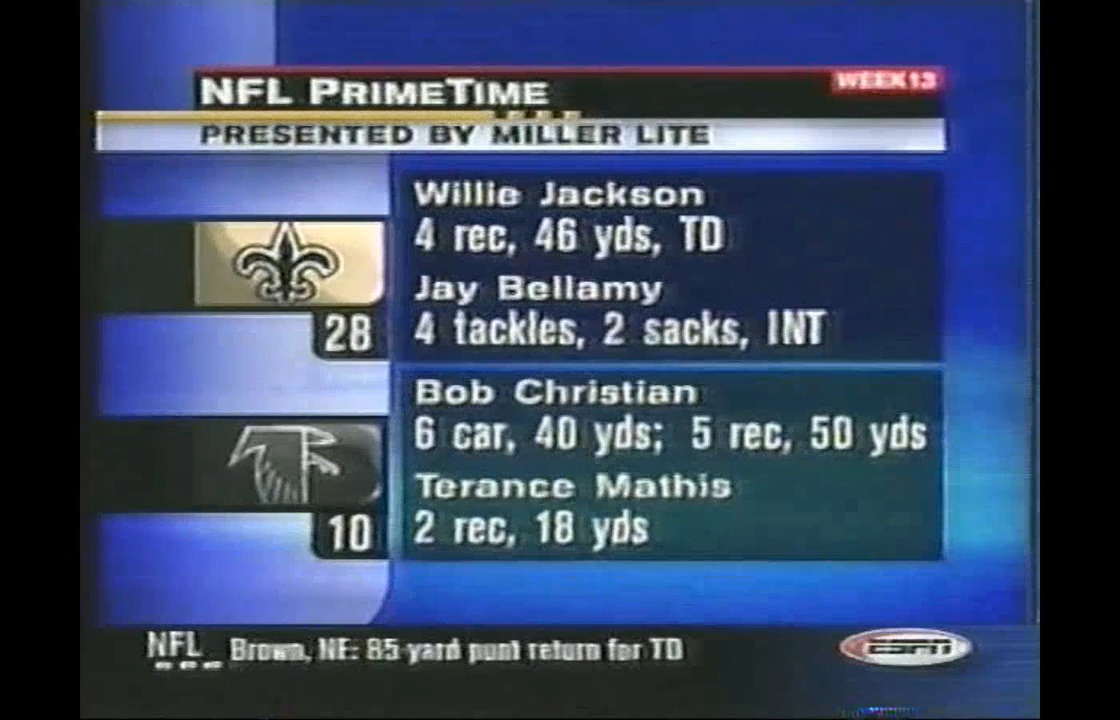 NFL PRIMETIME
WEEK13
PRESENTED BY MILLER LITE
Willie Jackson
4 rec, 46 yds, TD
Jay Bellamy
4 tackles, 2 sacks, INT
28
Bob Christian
6 car, 40 yds; 5 rec, 50 yds
Terance Mathis
2 rec, 18 yds
10
NFL Brown, NE: 85 yard punt return for TD
ESPN